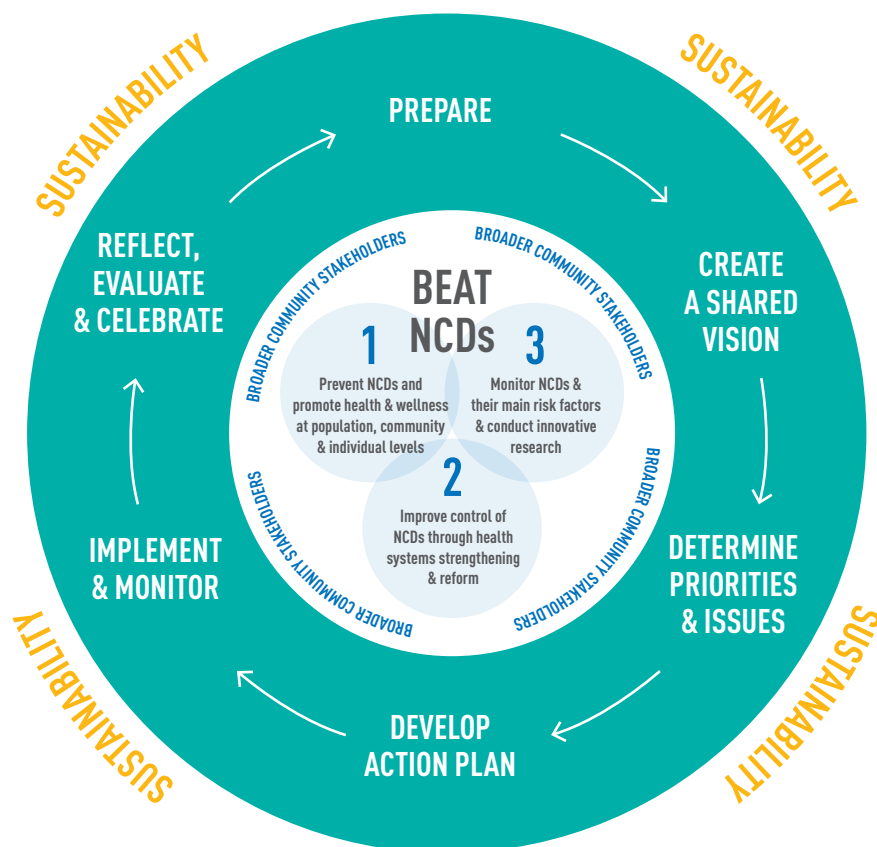 SUSTAINABILITY
SUSTAINABILITY
PREPARE
CREATE
A SHARED
VISION
DETERMINE
PRIORITIES
& ISSUES
DEVELOP
ACTION PLAN
IMPLEMENT
& MONITOR
REFLECT,
EVALUATE
& CELEBRATE
BROADER COMMUNITY STAKEHOLDERS
BROADER COMMUNITY STAKEHOLDERS
BEAT
NCDs
1
Prevent NCDs and
promote health & wellness
at population, community
& individual levels
3
Monitor NCDs &
their main risk factors
& conduct innovative
research
2
Improve control of
NCDs through health
systems strengthening
& reform
BROADER COMMUNITY STAKEHOLDERS
BROADER COMMUNITY STAKEHOLDERS
SUSTAINABILITY
SUSTAINABILITY